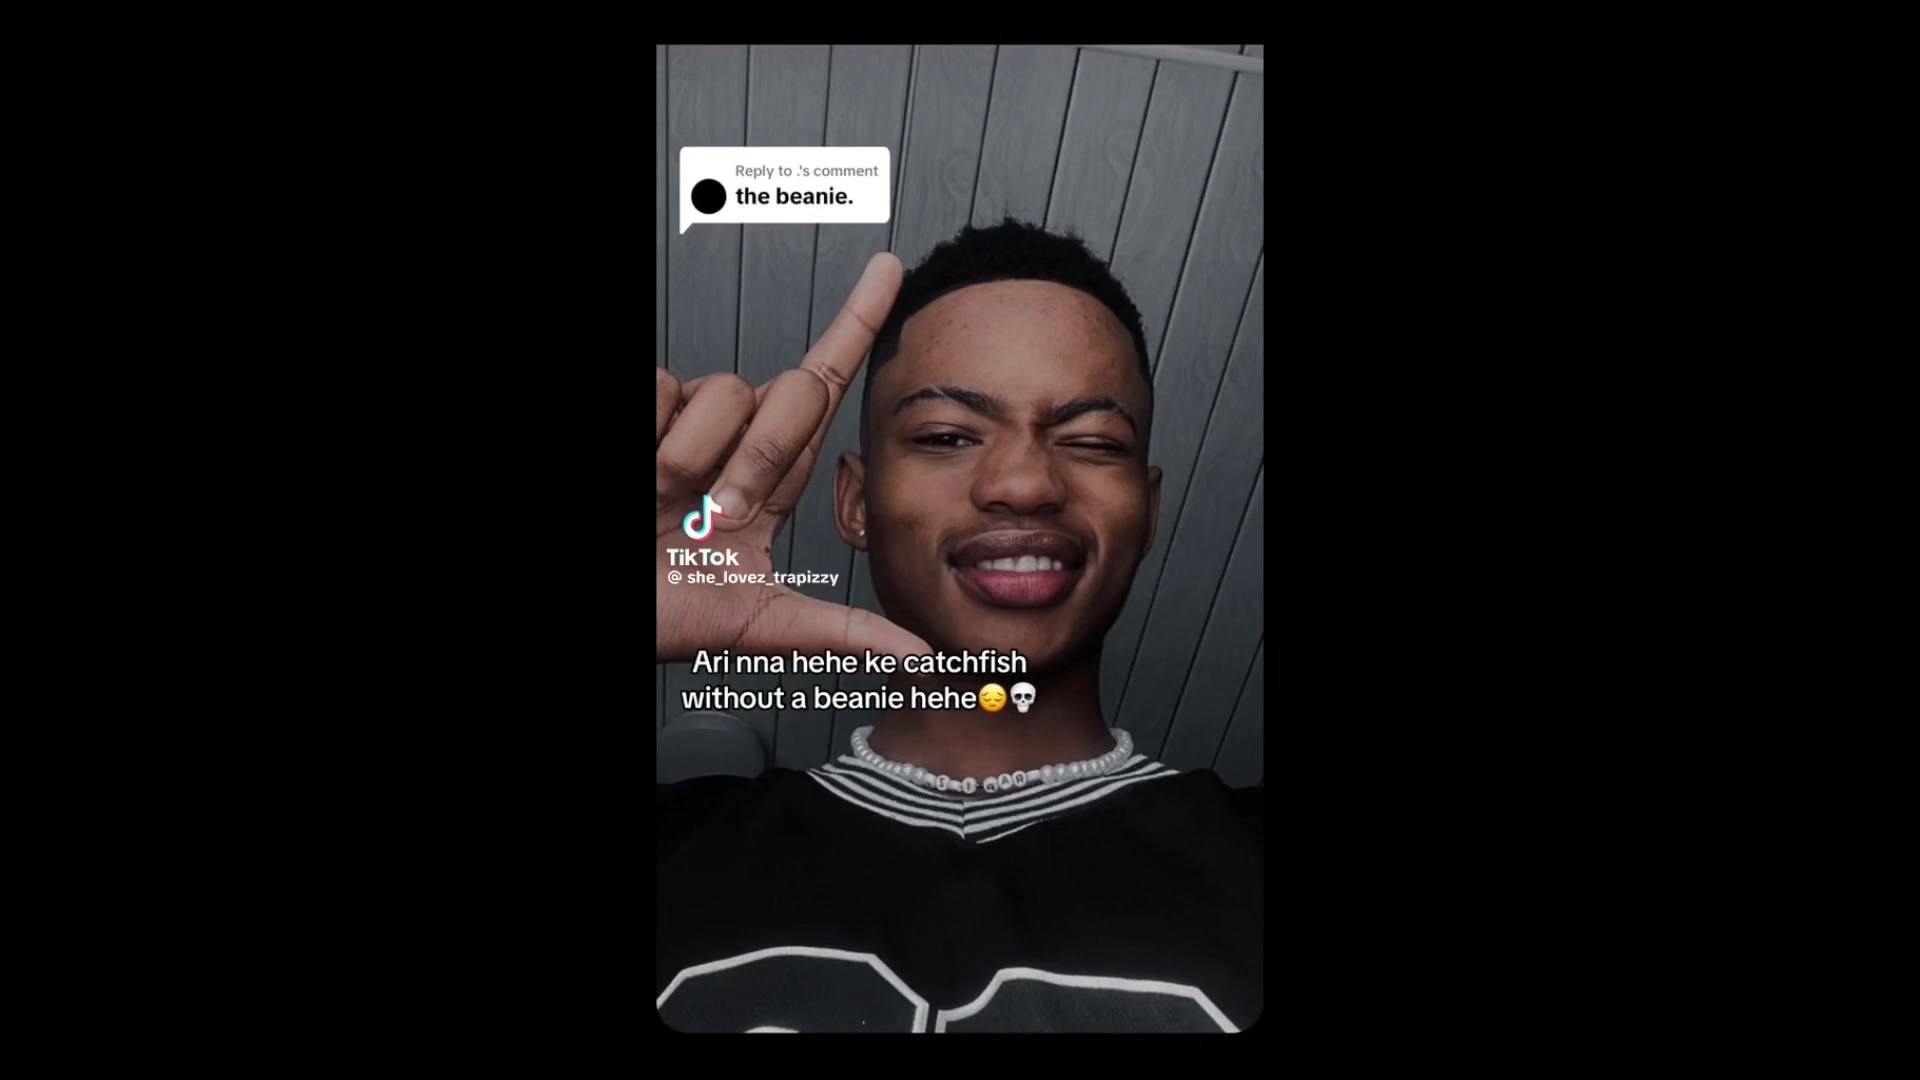 Reply to .'s comment
the beanie.
TikTok
@ she_lovez_trapizzy
Ari nna hehe ke catchfish
without a beanie hehe😔💀